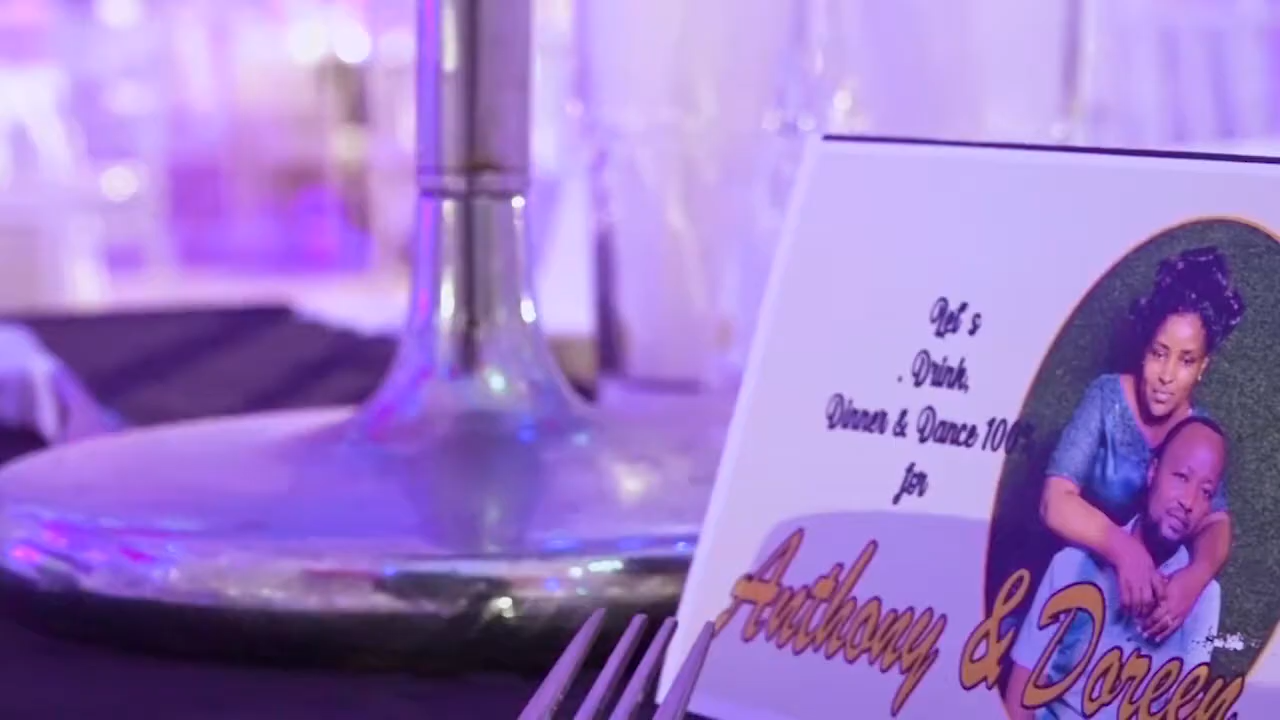 Let's
. Drink,
Dinner & Dance 100%
for
Anthony & Doreen